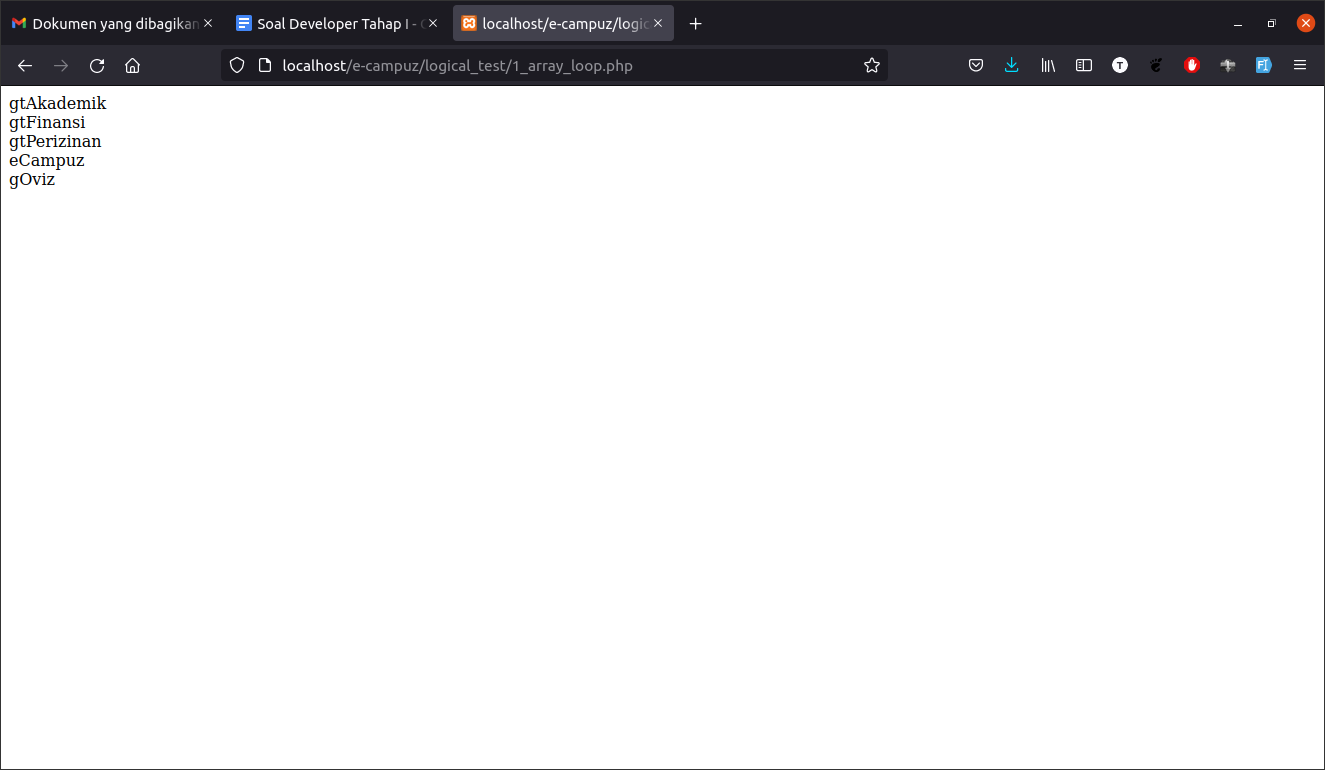 Dokumen yang dibagikan
Soal Developer Tahap I -
localhost/e-campuz/logic
localhost/e-campuz/logical_test/1_array_loop.php
T
gtAkademik
gtFinansi
gtPerizinan
eCampuz
gOviz